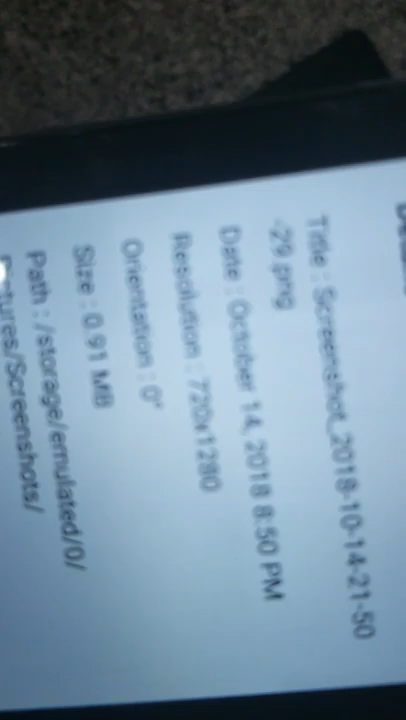 Title : Screenshot_2018-10-14-21-50
-29.png
Date : October 14, 2018 8:50 PM
Resolution : 720x1280
Orientation : 0°
Size : 0.91 MB
Path : /storage/emulated/0/
Pictures/Screenshots/